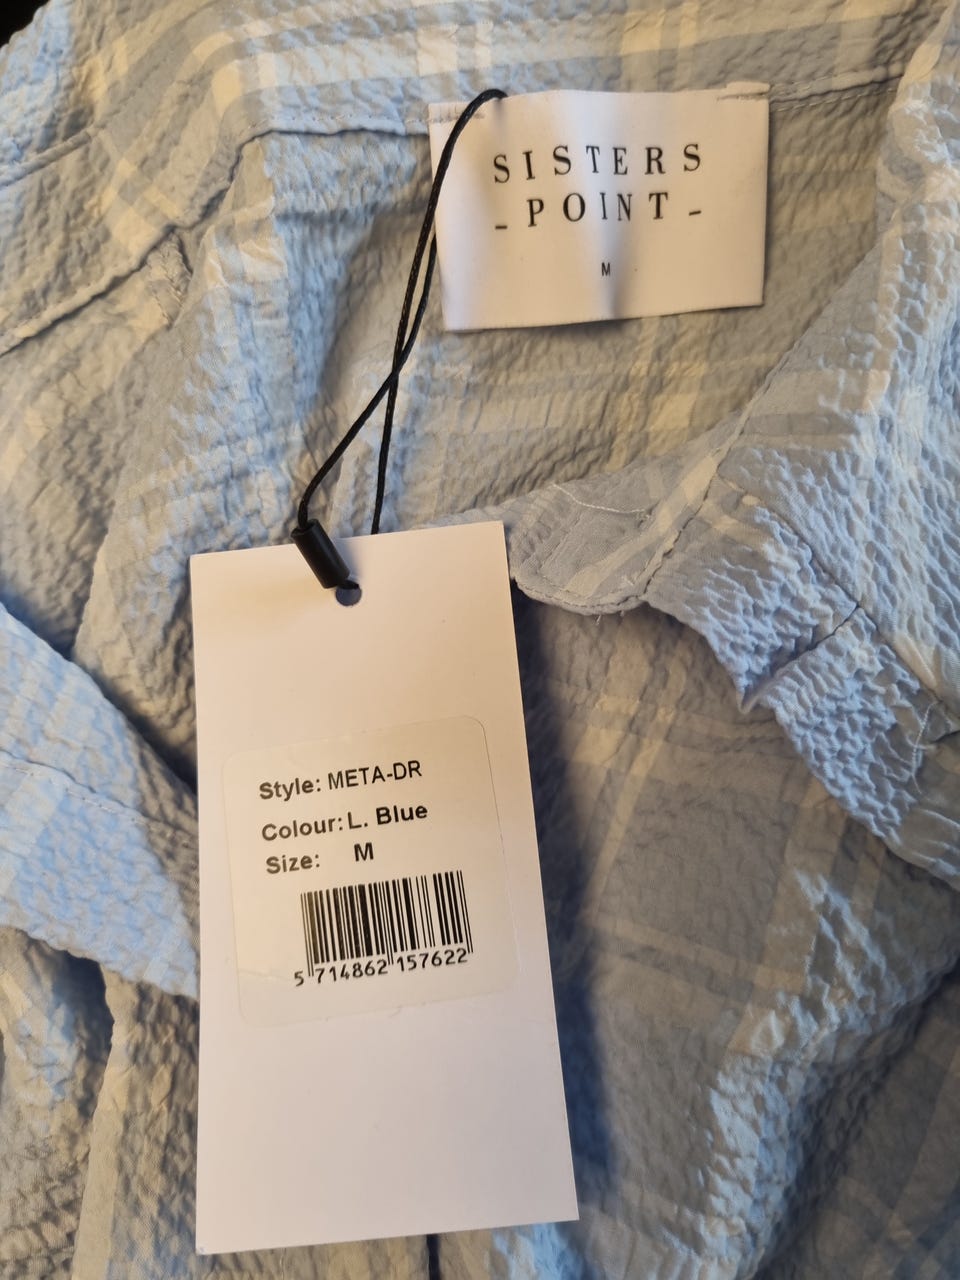 SISTERS
- POINT -
M
Style: META-DR
Colour: L. Blue
Size: M
5 714862 157622